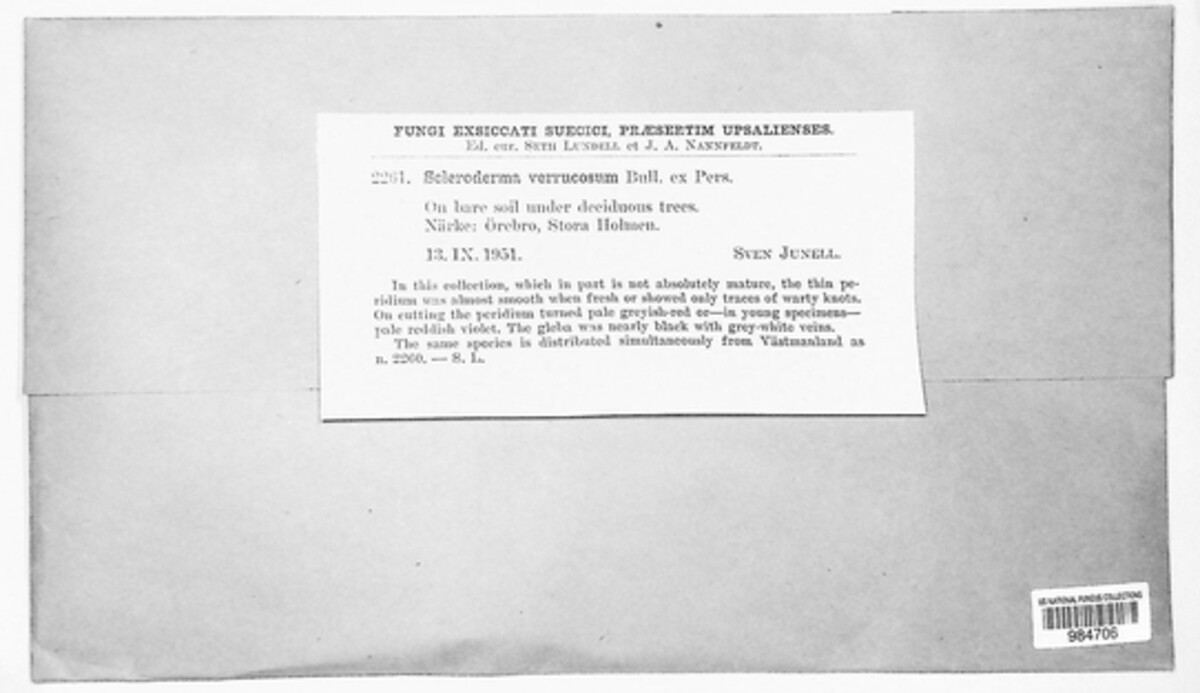 FUNGI EXSICCATI SUECICI, PRÆSERTIM UPSALIENSES.
Ed. cur. SETH LUNDELL et J. A. NANNFELDT.
2261. Scleroderma verrucosum Bull. ex Pers.
On bare soil under deciduous trees.
Närke: Örebro, Stora Holmen.
13. IX. 1951. SVEN JUNELL.
In this collection, which in part is not absolutely mature, the thin pe-
ridium was almost smooth when fresh or showed only traces of warty knots.
On cutting the peridium turned pale greyish-red or—in young specimens—
pale reddish violet. The gleba was nearly black with grey-white veins.
The same species is distributed simultaneously from Västmanland as
n. 2260. — S. L.
US NATIONAL FUNGUS COLLECTIONS
984706